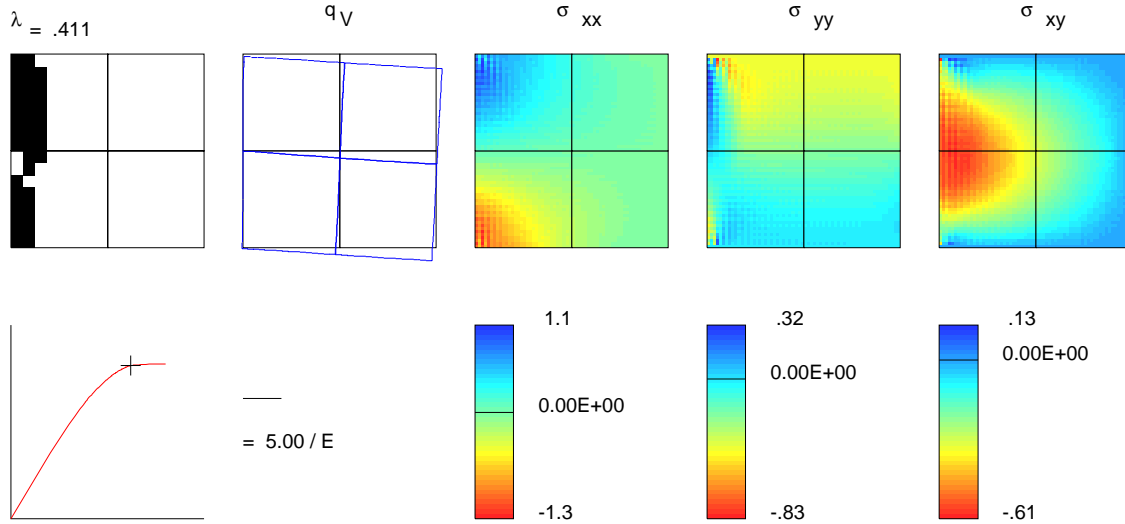 λ = .411
q V
σ xx
σ yy
σ xy
1.1
.32
.13
0.00E+00
0.00E+00
0.00E+00
= 5.00 / E
-1.3
-.83
-.61